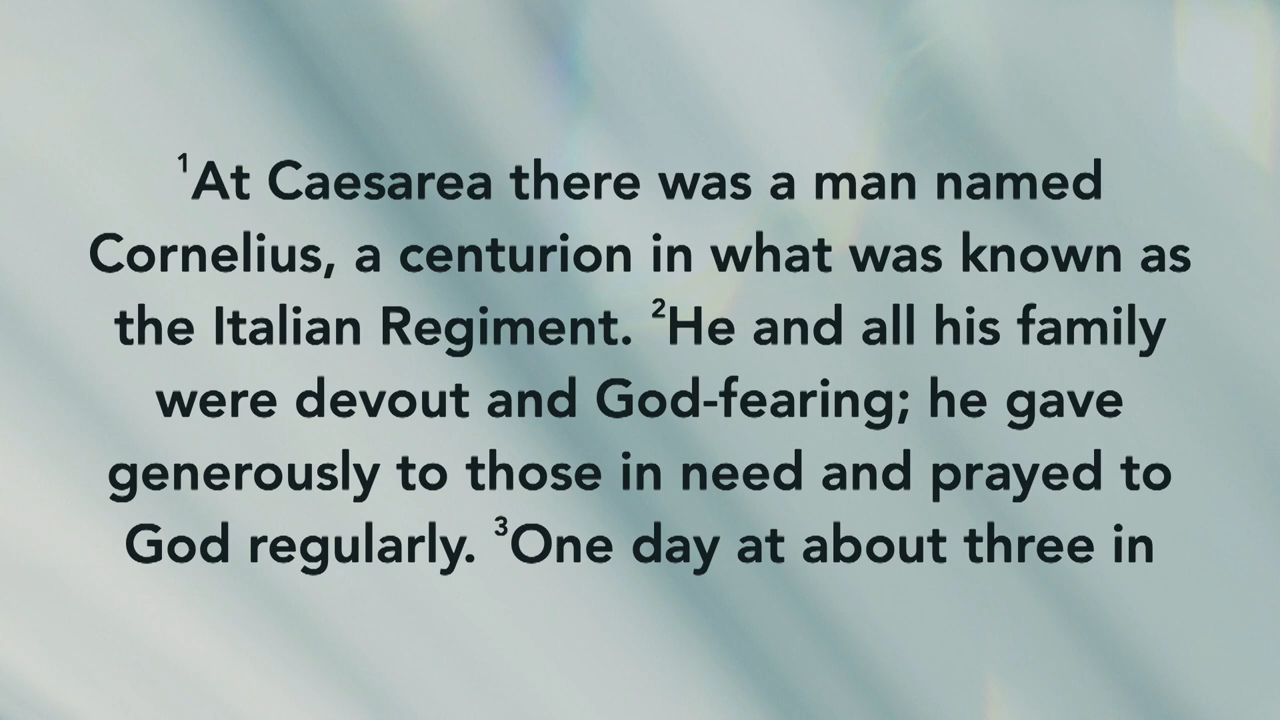 ¹At Caesarea there was a man named
Cornelius, a centurion in what was known as
the Italian Regiment. ²He and all his family
were devout and God-fearing; he gave
generously to those in need and prayed to
God regularly. ³One day at about three in